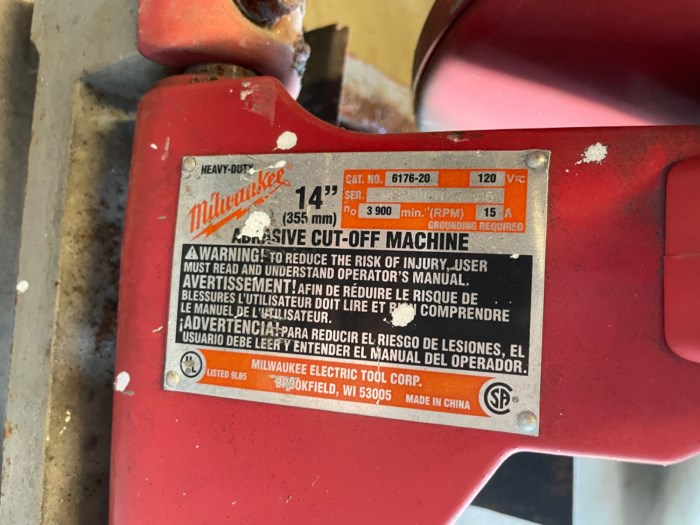 HEAVY-DUTY
Milwaukee
14"
(355 mm)
CAT. NO. 6176-20 120 V
SER.
n₀ 3 900 min.⁻¹(RPM) 15 A
GROUNDING REQUIRED
ABRASIVE CUT-OFF MACHINE
WARNING! TO REDUCE THE RISK OF INJURY, USER
MUST READ AND UNDERSTAND OPERATOR'S MANUAL.
AVERTISSEMENT! AFIN DE RÉDUIRE LE RISQUE DE
BLESSURES L'UTILISATEUR DOIT LIRE ET BIEN COMPRENDRE
LE MANUEL DE L'UTILISATEUR.
¡ADVERTENCIA! PARA REDUCIR EL RIESGO DE LESIONES, EL
USUARIO DEBE LEER Y ENTENDER EL MANUAL DEL OPERADOR.
UL
LISTED 9L85
MILWAUKEE ELECTRIC TOOL CORP.
BROOKFIELD, WI 53005
MADE IN CHINA
SA